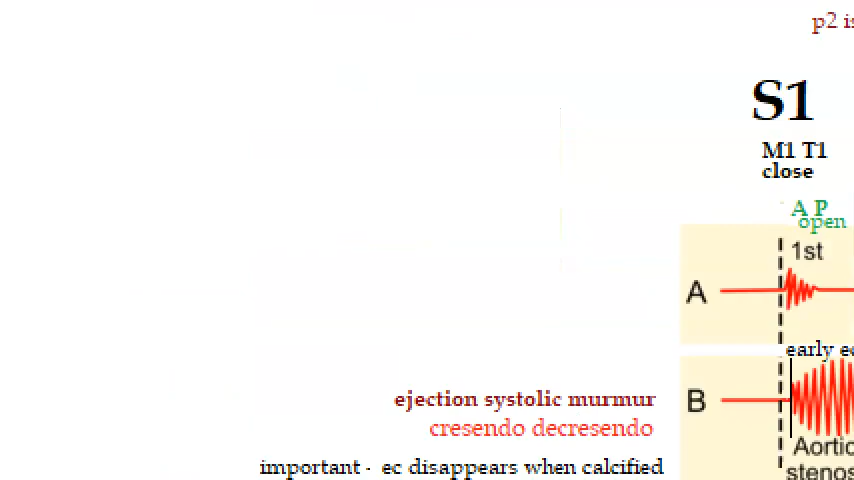 p2 is
S1
M1 T1
close
A P
open
1st
A
early ec
ejection systolic murmur
B
cresendo decresendo
Aortic
stenos
important - ec disappears when calcified